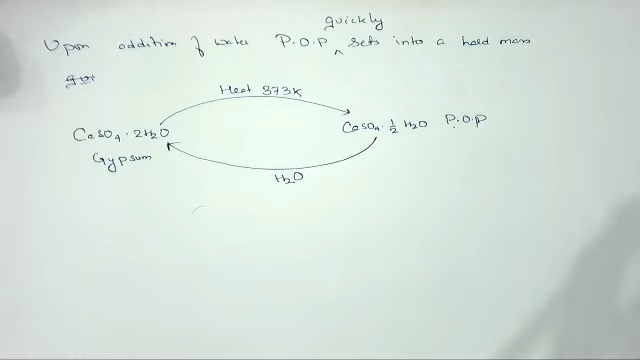 quickly
Upon addition of water P.O.P ^ sets into a hard mass
Heat 373K
CaSO4 . 2H2O
CaSO4 . 1/2 H2O P.O.P
Gypsum
H2O